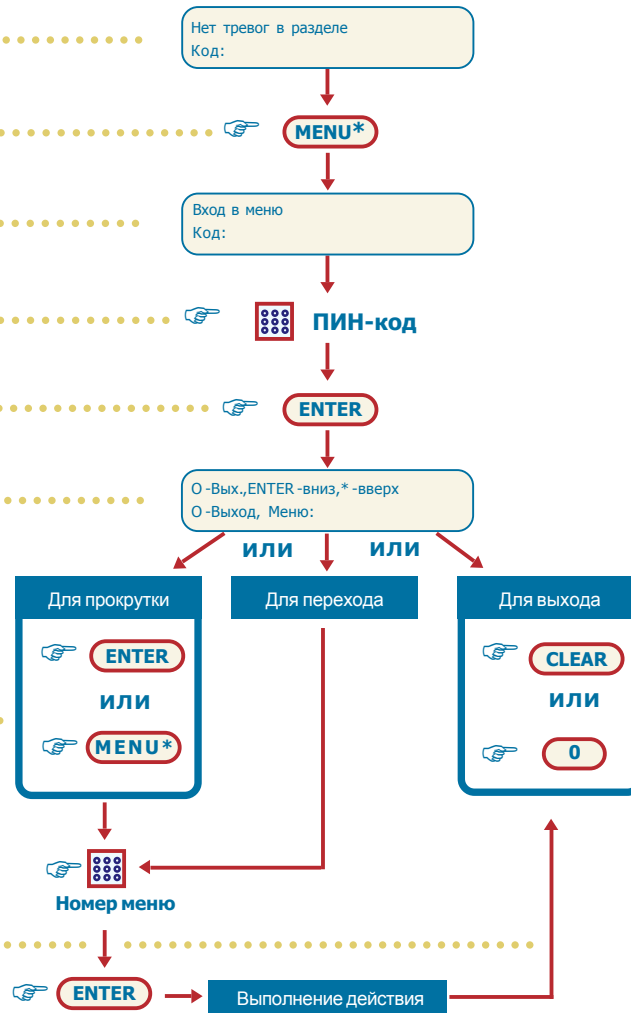 Нет тревог в разделе
Код:
MENU*
Вход в меню
Код:
ПИН-код
ENTER
О-Вых.,ENTER-вниз,*-вверх
О-Выход, Меню:
или
или
Для прокрутки
Для перехода
Для выхода
ENTER
или
MENU*
CLEAR
или
0
Номер меню
ENTER
Выполнение действия